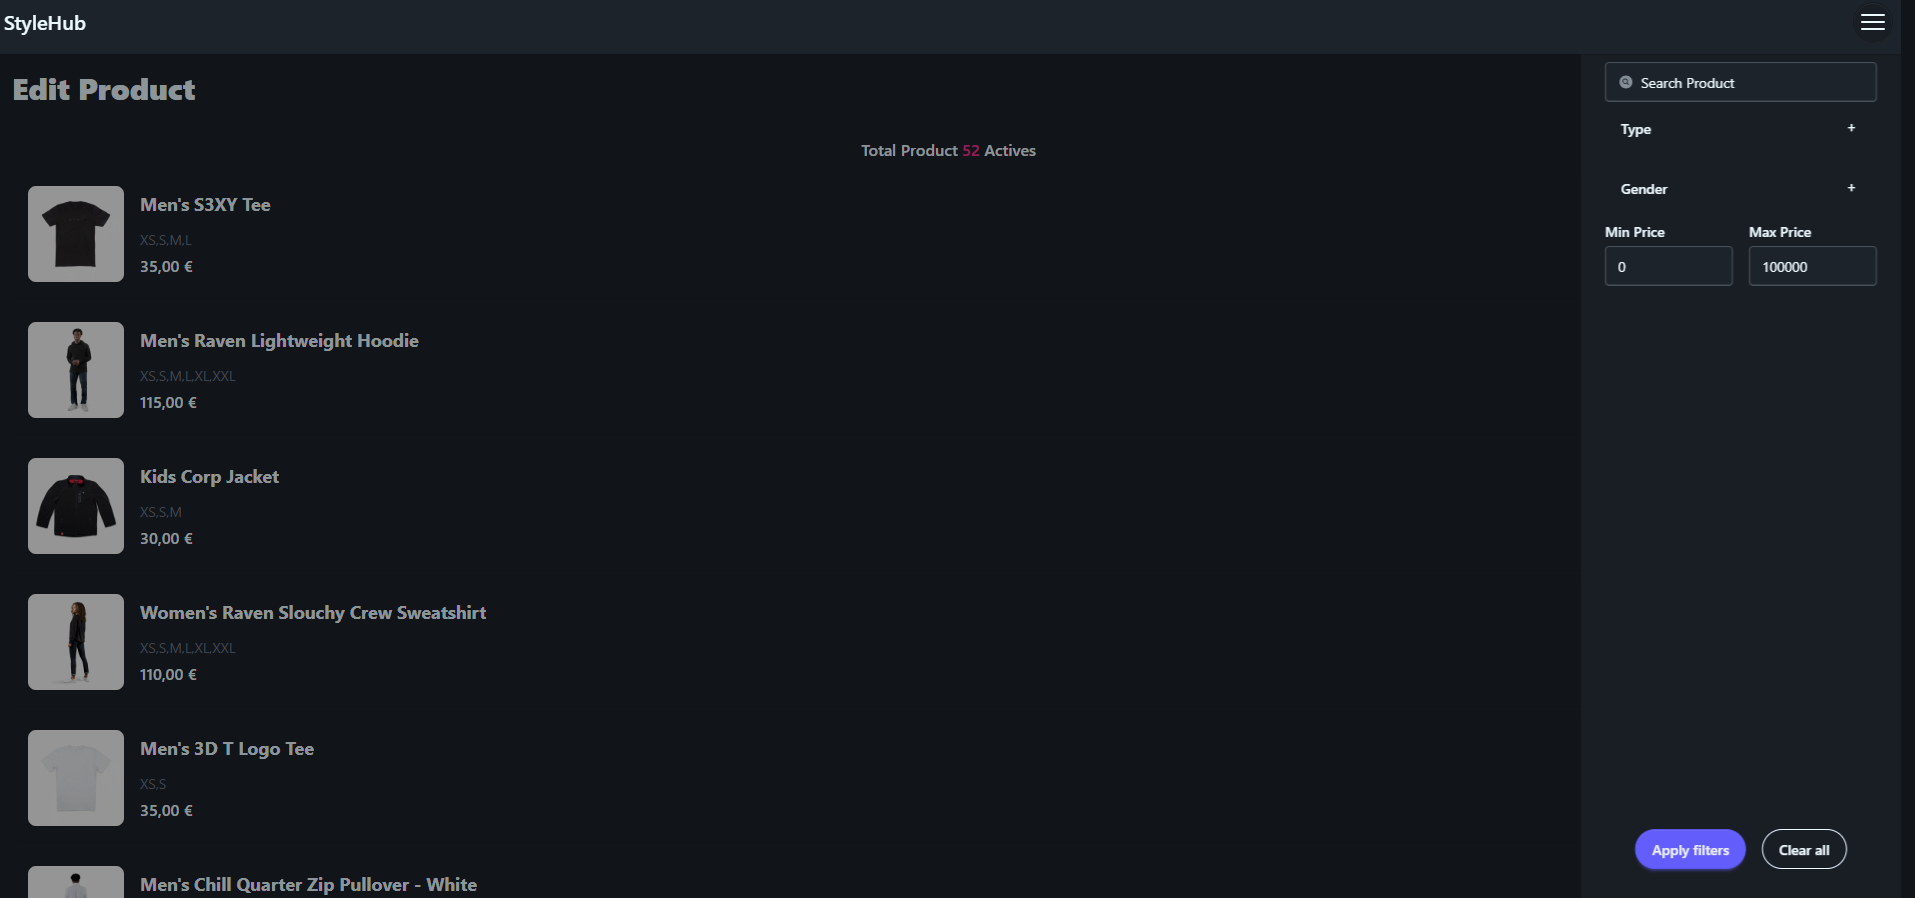 StyleHub
Edit Product
Total Product 52 Actives
Men's S3XY Tee
XS,S,M,L
35,00 €
Men's Raven Lightweight Hoodie
XS,S,M,L,XL,XXL
115,00 €
Kids Corp Jacket
XS,S,M
30,00 €
Women's Raven Slouchy Crew Sweatshirt
XS,S,M,L,XL,XXL
110,00 €
Men's 3D T Logo Tee
XS,S
35,00 €
Men's Chill Quarter Zip Pullover - White
Search Product
Type +
Gender +
Min Price Max Price
0 100000
Apply filters Clear all